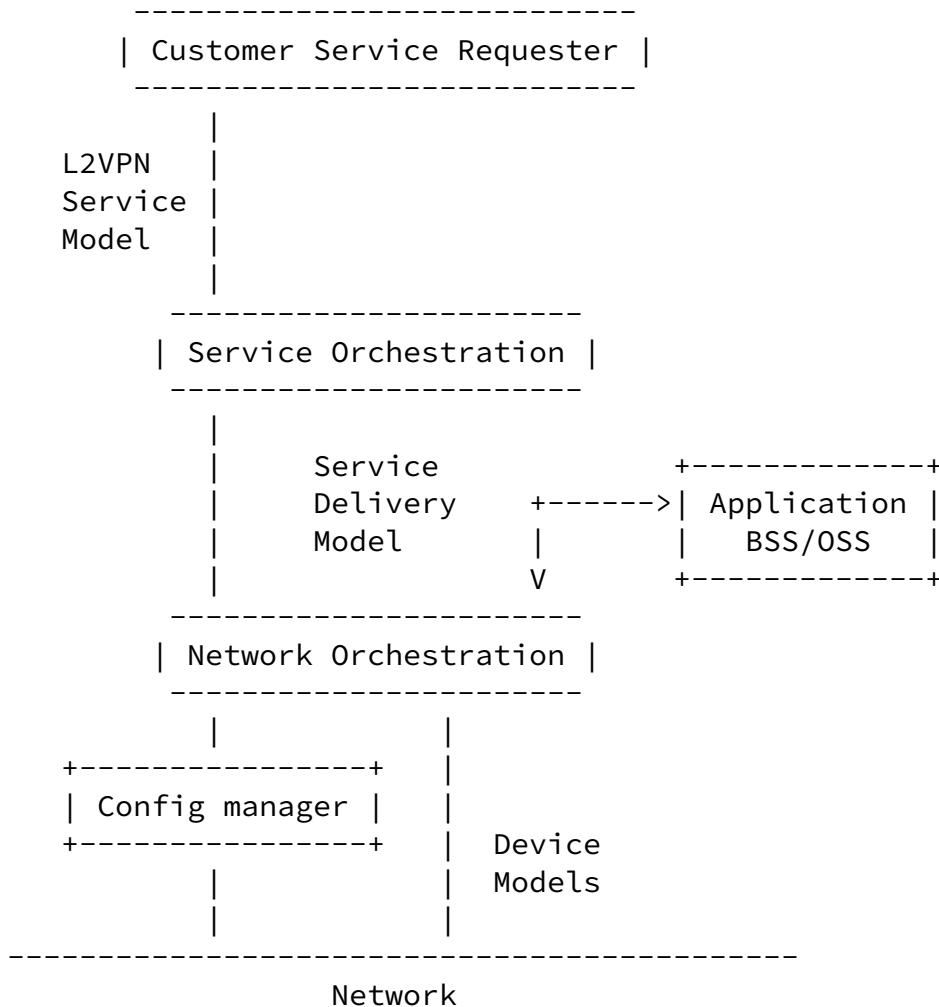 Customer Service Requester
L2VPN
Service
Model
Service Orchestration
Service
Delivery
Model
Application
BSS/OSS
V
Network Orchestration
Config manager
Device
Models
Network